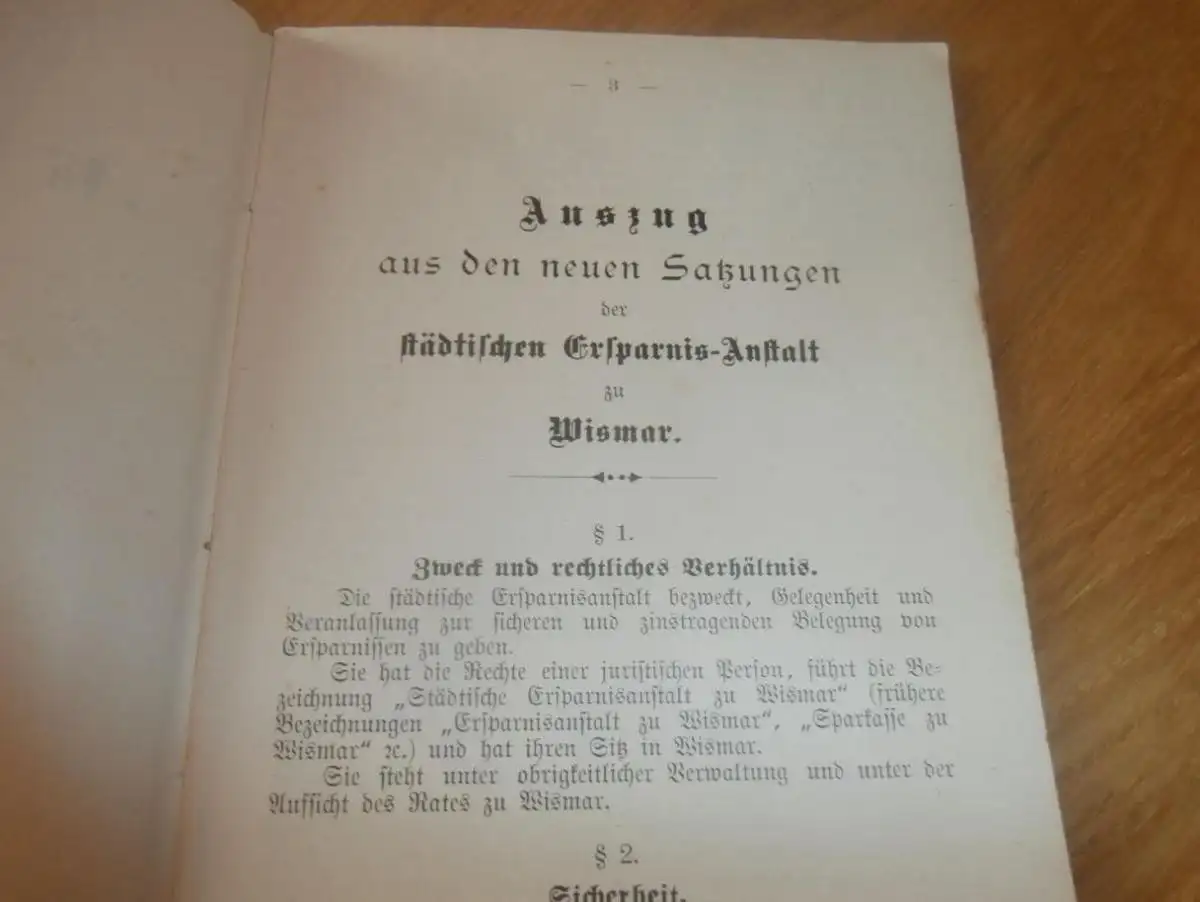 — 3 —
Auszug
aus den neuen Satzungen
der
städtischen Ersparnis-Anstalt
zu
Wismar.
§ 1.
Zweck und rechtliches Verhältnis.
Die städtische Ersparnisanstalt bezweckt, Gelegenheit und
Veranlassung zur sicheren und zinstragenden Belegung von
Ersparnissen zu geben.
Sie hat die Rechte einer juristischen Person, führt die Be-
zeichnung „Städtische Ersparnisanstalt zu Wismar“ (frühere
Bezeichnungen „Ersparnisanstalt zu Wismar“, „Sparkasse zu
Wismar“ ꝛc.) und hat ihren Sitz in Wismar.
Sie steht unter obrigkeitlicher Verwaltung und unter der
Aufsicht des Rates zu Wismar.
§ 2.
Sicherheit.